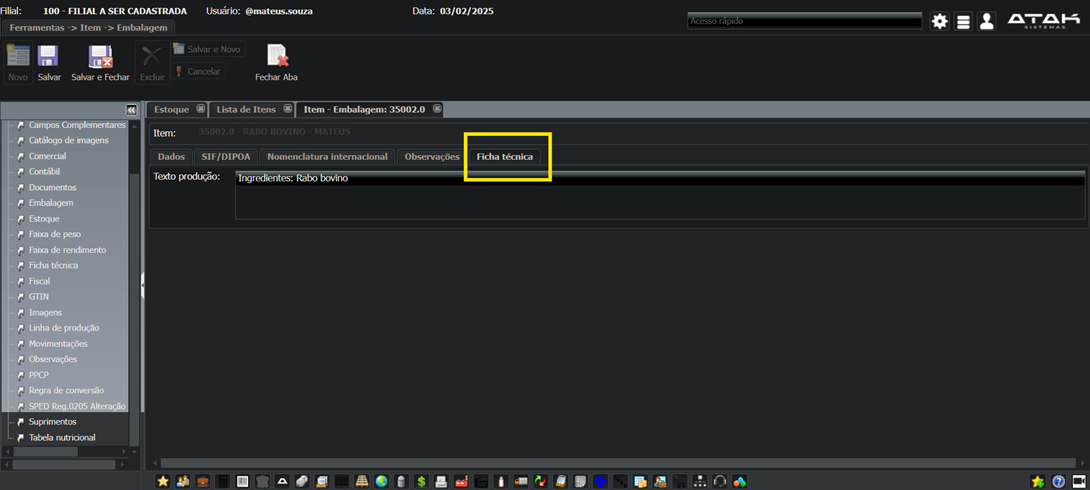 Filial: 100 - FILIAL A SER CADASTRADA Usuário: @mateus.souza Data: 03/02/2025
Acesso rápido
ATAK
SISTEMAS
Ferramentas -> Item -> Embalagem
Novo
Salvar
Salvar e Fechar
Excluir
Salvar e Novo
Cancelar
Fechar Aba
Campos Complementares
Catálogo de imagens
Comercial
Contábil
Documentos
Embalagem
Estoque
Faixa de peso
Faixa de rendimento
Ficha técnica
Fiscal
GTIN
Imagens
Linha de produção
Movimentações
Observações
PPCP
Regra de conversão
SPED Reg.0205 Alteração
Suprimentos
Tabela nutricional
Estoque
Lista de Itens
Item - Embalagem: 35002.0
Item: 35002.0 - RABO BOVINO - MATEUS
Dados
SIF/DIPOA
Nomenclatura internacional
Observações
Ficha técnica
Texto produção: Ingredientes: Rabo bovino